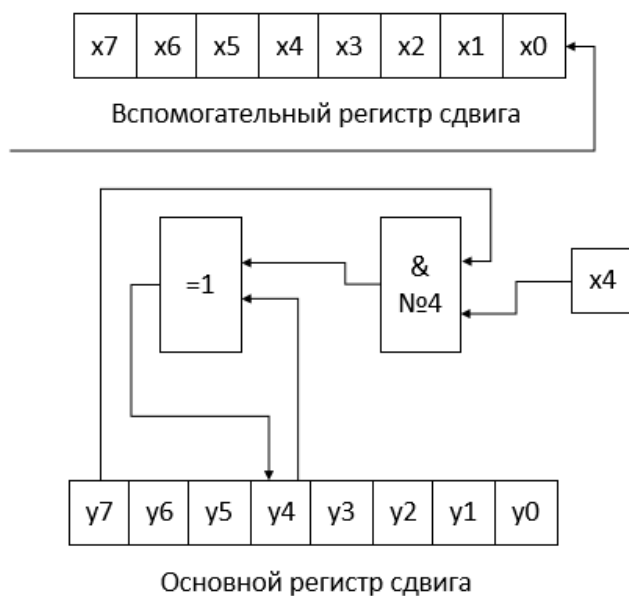 x7 x6 x5 x4 x3 x2 x1 x0
Вспомогательный регистр сдвига
=1
&
№4
x4
y7 y6 y5 y4 y3 y2 y1 y0
Основной регистр сдвига